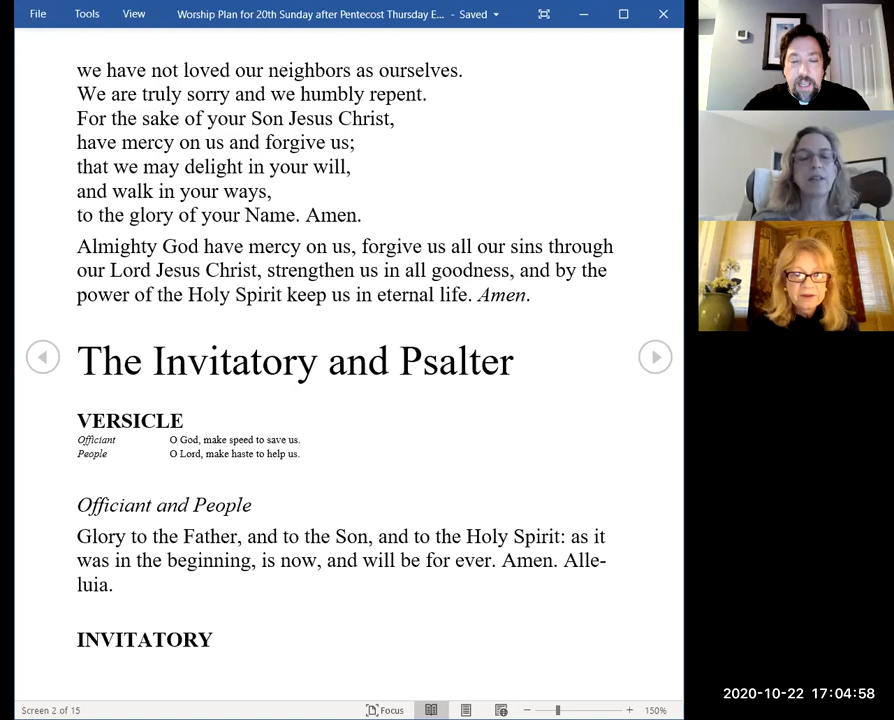 File Tools View Worship Plan for 20th Sunday after Pentecost Thursday E... - Saved
we have not loved our neighbors as ourselves.
We are truly sorry and we humbly repent.
For the sake of your Son Jesus Christ,
have mercy on us and forgive us;
that we may delight in your will,
and walk in your ways,
to the glory of your Name. Amen.
Almighty God have mercy on us, forgive us all our sins through
our Lord Jesus Christ, strengthen us in all goodness, and by the
power of the Holy Spirit keep us in eternal life. Amen.
The Invitatory and Psalter
VERSICLE
Officiant O God, make speed to save us.
People O Lord, make haste to help us.
Officiant and People
Glory to the Father, and to the Son, and to the Holy Spirit: as it
was in the beginning, is now, and will be for ever. Amen. Alle-
luia.
INVITATORY
2020-10-22 17:04:58
Screen 2 of 15 Focus 150%